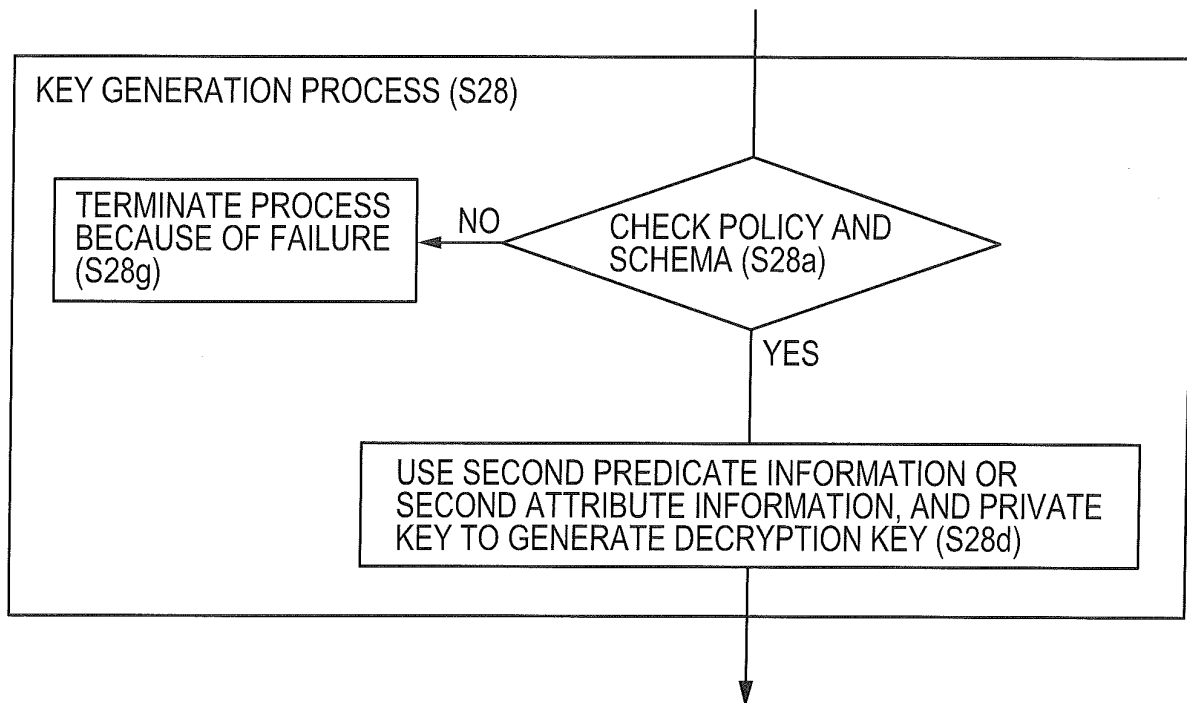 KEY GENERATION PROCESS (S28)
TERMINATE PROCESS
BECAUSE OF FAILURE
(S28g)
NO
CHECK POLICY AND
SCHEMA (S28a)
YES
USE SECOND PREDICATE INFORMATION OR
SECOND ATTRIBUTE INFORMATION, AND PRIVATE
KEY TO GENERATE DECRYPTION KEY (S28d)